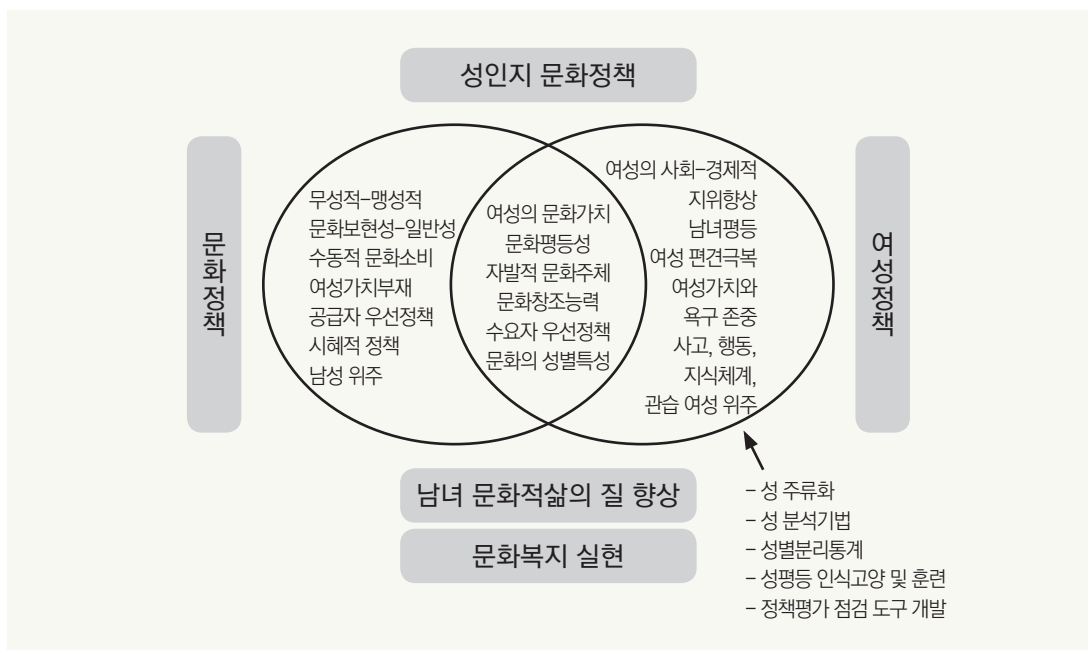 성인지 문화정책
문화정책
무성적-맹성적
문화보현성-일반성
수동적 문화소비
여성가치부재
공급자 우선정책
시혜적 정책
남성 위주
여성의 문화가치
문화평등성
자발적 문화주체
문화창조능력
수요자 우선정책
문화의 성별특성
여성의 사회-경제적
지위향상
남녀평등
여성 편견극복
여성가치와
욕구 존중
사고, 행동,
지식체계,
관습 여성 위주
여성정책
남녀 문화적삶의 질 향상
문화복지 실현
- 성 주류화
- 성 분석기법
- 성별분리통계
- 성평등 인식고양 및 훈련
- 정책평가 점검 도구 개발